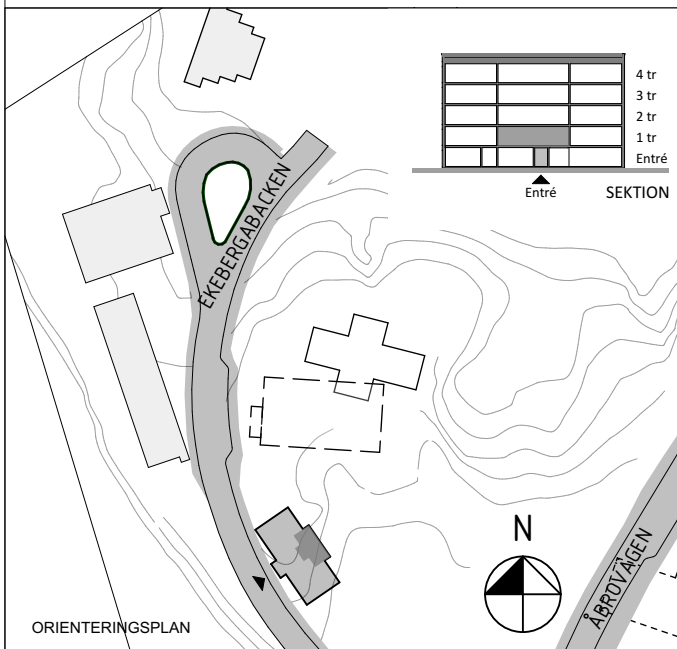 4 tr
3 tr
2 tr
1 tr
Entré
Entré
SEKTION
EKEBERGABACKEN
N
ÅBROVÄGEN
ORIENTERINGSPLAN